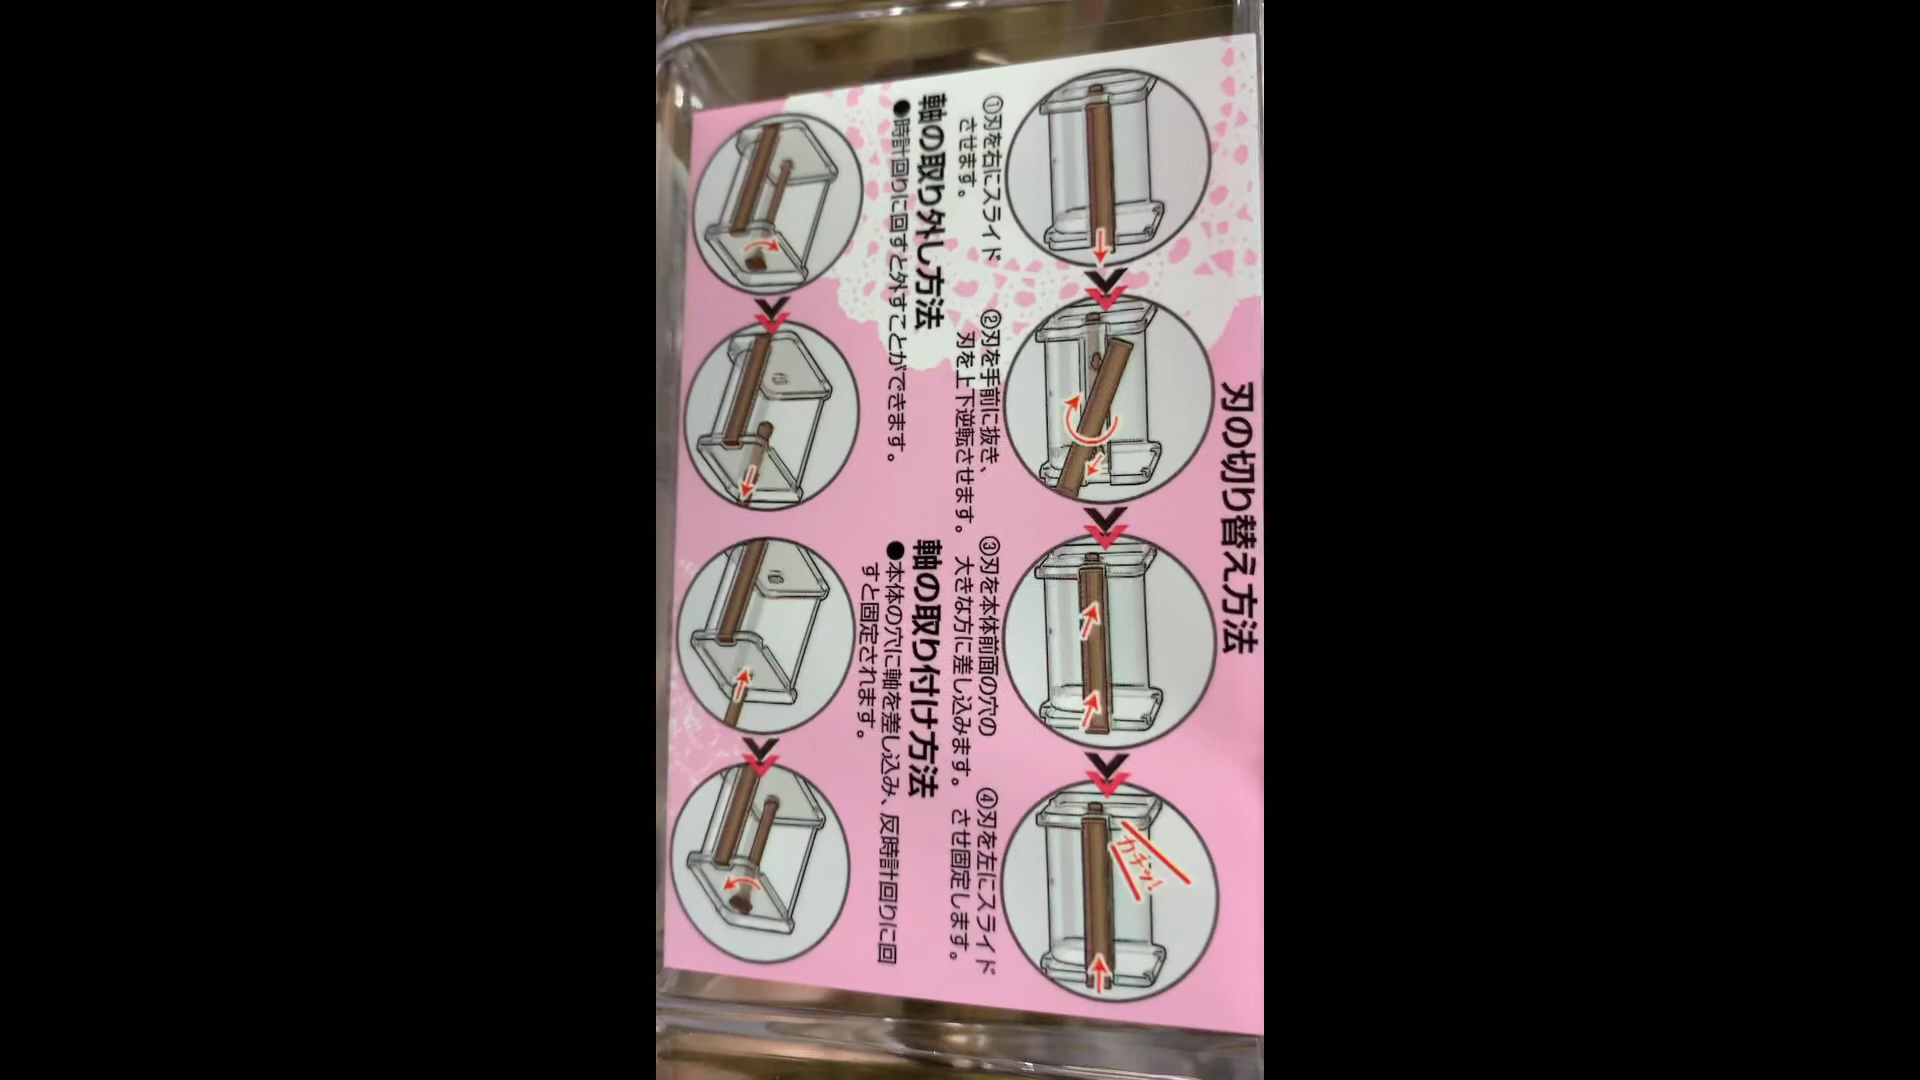 刃の切り替え方法
①刃を右にスライド
させます。
②刃を手前に抜き、
刃を上下逆転させます。
③刃を本体前面の穴の
大きな方に差し込みます。
④刃を左にスライド
させ固定します。
カチッ!
軸の取り外し方法
●時計回りに回すと外すことができます。
軸の取り付け方法
●本体の穴に軸を差し込み、反時計回りに回
すと固定されます。